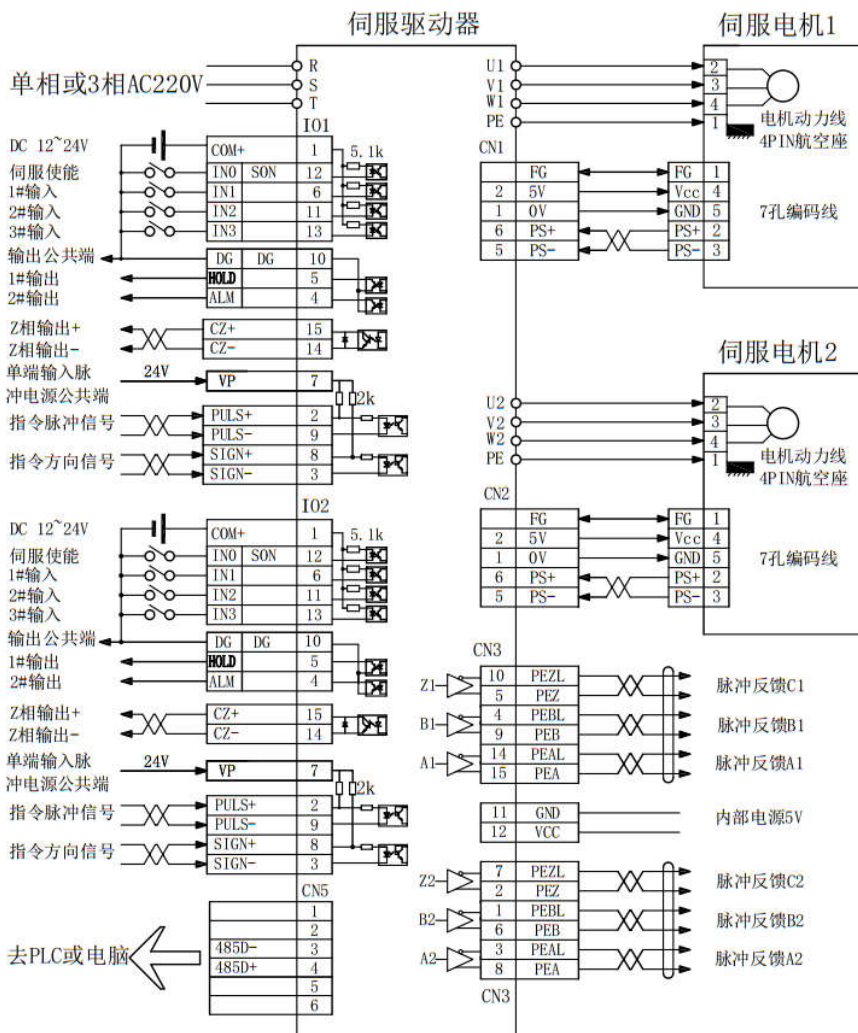 伺服驱动器
单相或3相AC220V
R
S
T
IO1
DC 12~24V
COM+ 1 5.1k
伺服使能 IN0 SON 12
1#输入 IN1 6
2#输入 IN2 11
3#输入 IN3 13
输出公共端 DG DG 10
1#输出 HOLD 5
2#输出 ALM 4
Z相输出+ CZ+ 15
Z相输出- CZ- 14
单端输入脉
冲电源公共端
24V VP 7
2k
指令脉冲信号 PULS+ 2
PULS- 9
指令方向信号 SIGN+ 8
SIGN- 3
IO2
DC 12~24V
COM+ 1 5.1k
伺服使能 IN0 SON 12
1#输入 IN1 6
2#输入 IN2 11
3#输入 IN3 13
输出公共端 DG DG 10
1#输出 HOLD 5
2#输出 ALM 4
Z相输出+ CZ+ 15
Z相输出- CZ- 14
单端输入脉
冲电源公共端
24V VP 7
2k
指令脉冲信号 PULS+ 2
PULS- 9
指令方向信号 SIGN+ 8
SIGN- 3
CN5
1
2
485D- 3
485D+ 4
5
6
去PLC或电脑
伺服电机1
U1 2
V1 3
W1 4
PE 1
电机动力线
4PIN航空座
CN1
FG FG 1
2 5V Vcc 4
1 0V GND 5
6 PS+ PS+ 2
5 PS- PS- 3
7孔编码线
伺服电机2
U2 2
V2 3
W2 4
PE 1
电机动力线
4PIN航空座
CN2
FG FG 1
2 5V Vcc 4
1 0V GND 5
6 PS+ PS+ 2
5 PS- PS- 3
7孔编码线
CN3
Z1 10 PEZL 脉冲反馈C1
5 PEZ
B1 4 PEBL 脉冲反馈B1
9 PEB
A1 14 PEAL 脉冲反馈A1
15 PEA
11 GND 内部电源5V
12 VCC
Z2 7 PEZL 脉冲反馈C2
2 PEZ
B2 1 PEBL 脉冲反馈B2
6 PEB
A2 3 PEAL 脉冲反馈A2
8 PEA
CN3